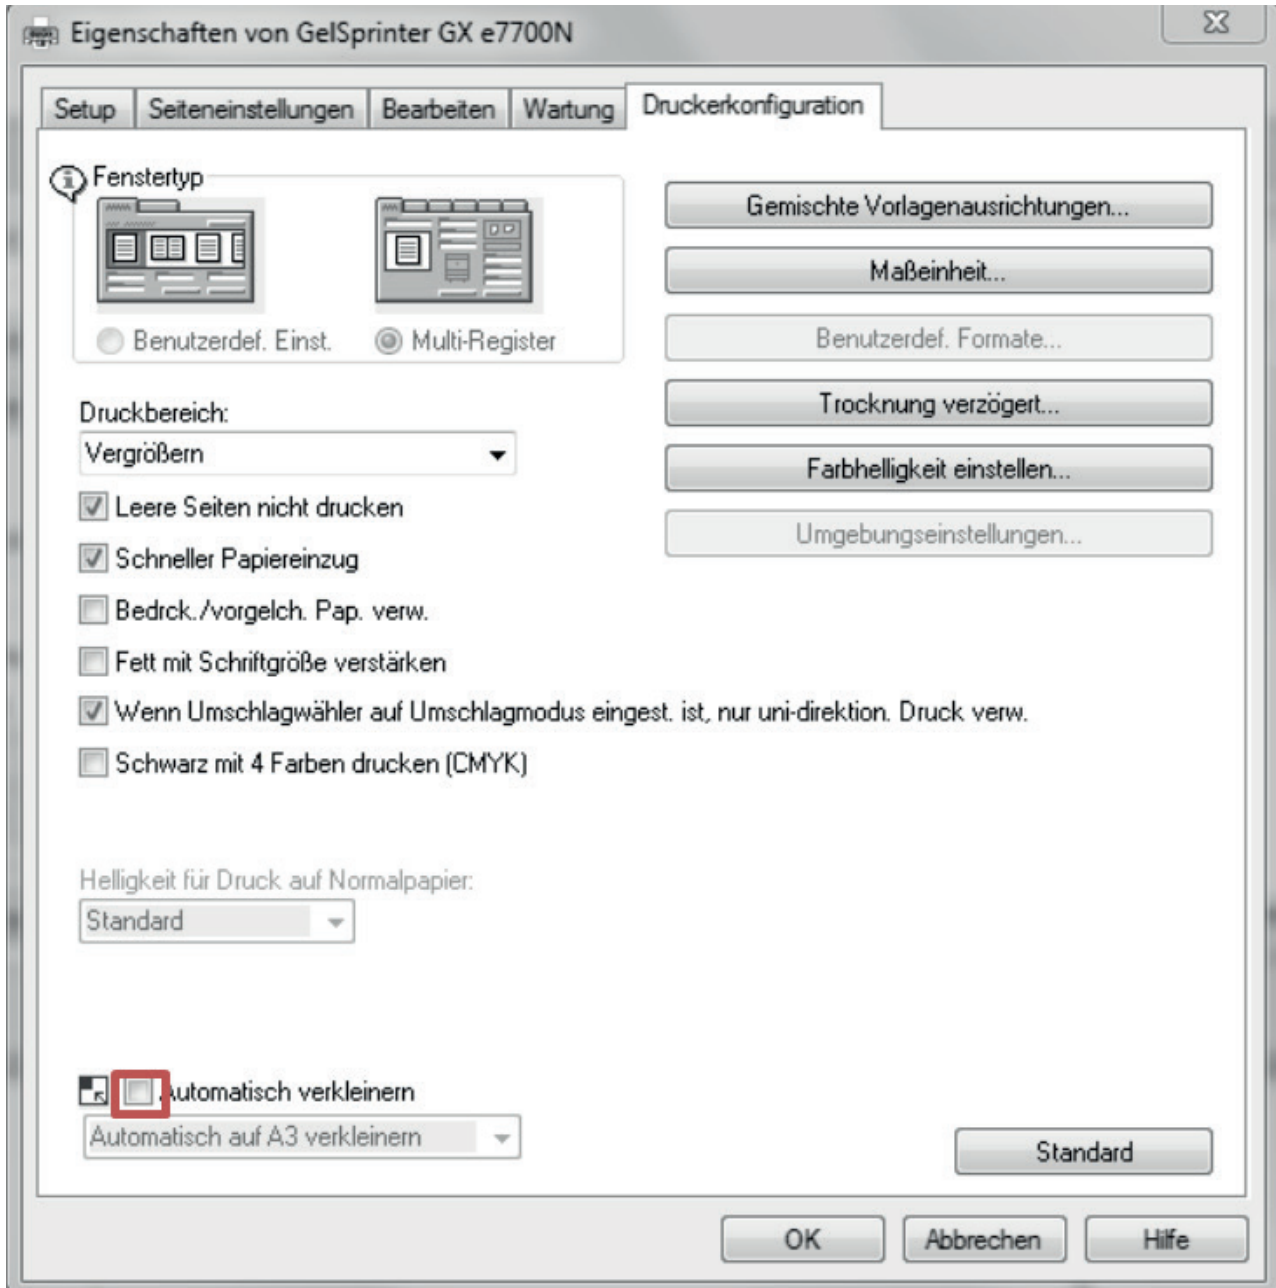 Eigenschaften von GelSprinter GX e7700N
Setup
Seiteneinstellungen
Bearbeiten
Wartung
Druckerkonfiguration
Fenstertyp
Benutzerdef. Einst.
Multi-Register
Gemischte Vorlagenausrichtungen...
Maßeinheit...
Benutzerdef. Formate...
Trocknung verzögert...
Farbhelligkeit einstellen...
Umgebungseinstellungen...
Druckbereich:
Vergrößern
Leere Seiten nicht drucken
Schneller Papiereinzug
Bedrck./vorgelch. Pap. verw.
Fett mit Schriftgröße verstärken
Wenn Umschlagwähler auf Umschlagmodus eingest. ist, nur uni-direktion. Druck verw.
Schwarz mit 4 Farben drucken (CMYK)
Helligkeit für Druck auf Normalpapier:
Standard
Automatisch verkleinern
Automatisch auf A3 verkleinern
Standard
OK
Abbrechen
Hilfe